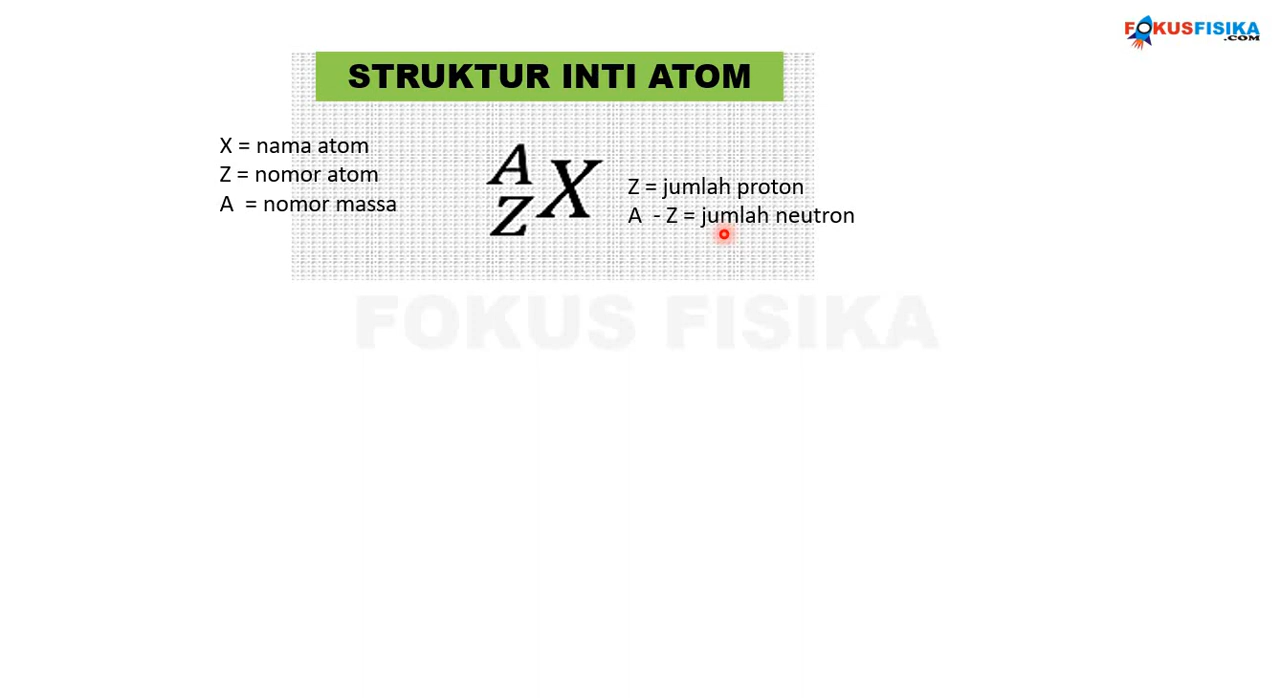 FOKUSFISIKA
.COM
STRUKTUR INTI ATOM
X = nama atom
Z = nomor atom
A = nomor massa
A
Z X
Z = jumlah proton
A - Z = jumlah neutron
FOKUS FISIKA